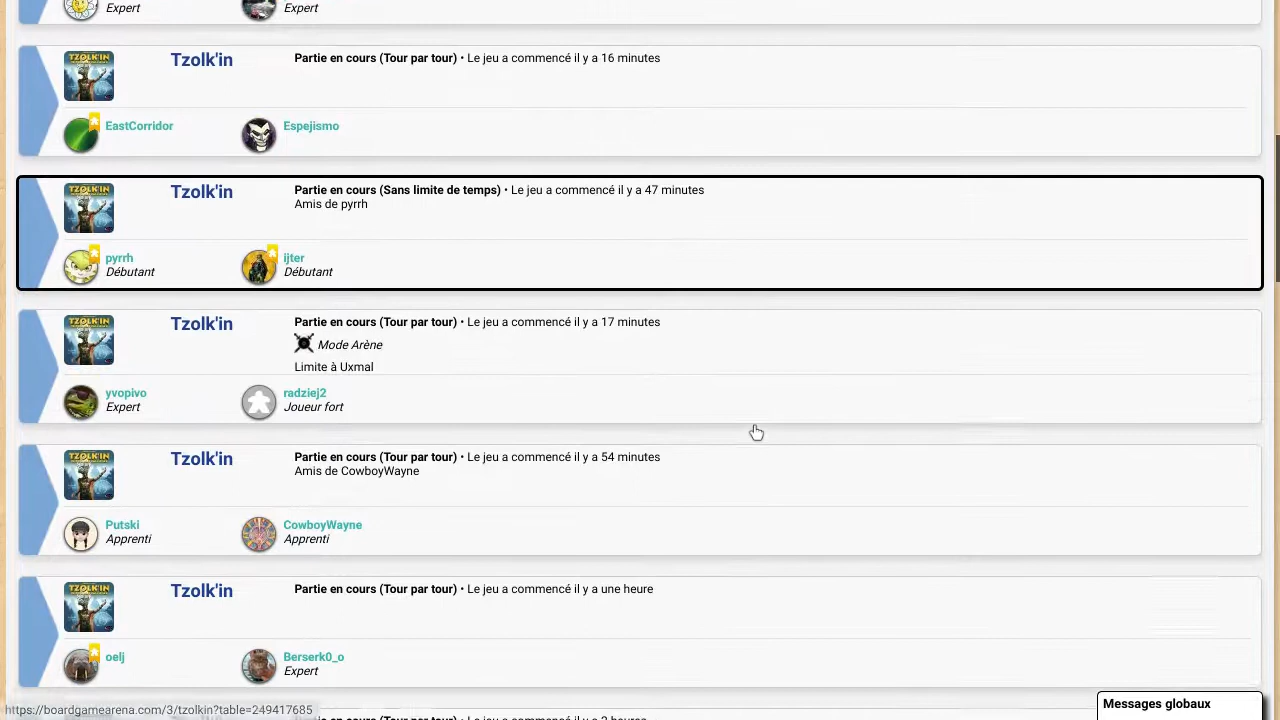 Expert
Expert
Tzolk'in
Partie en cours (Tour par tour) • Le jeu a commencé il y a 16 minutes
EastCorridor
Espejismo
Tzolk'in
Partie en cours (Sans limite de temps) • Le jeu a commencé il y a 47 minutes
Amis de pyrrh
pyrrh
Débutant
ijter
Débutant
Tzolk'in
Partie en cours (Tour par tour) • Le jeu a commencé il y a 17 minutes
Mode Arène
Limite à Uxmal
yvopivo
Expert
radziej2
Joueur fort
Tzolk'in
Partie en cours (Tour par tour) • Le jeu a commencé il y a 54 minutes
Amis de CowboyWayne
Putski
Apprenti
CowboyWayne
Apprenti
Tzolk'in
Partie en cours (Tour par tour) • Le jeu a commencé il y a une heure
oelj
Berserk0_o
Expert
https://boardgamearena.com/3/tzolkin?table=249417685
Messages globaux